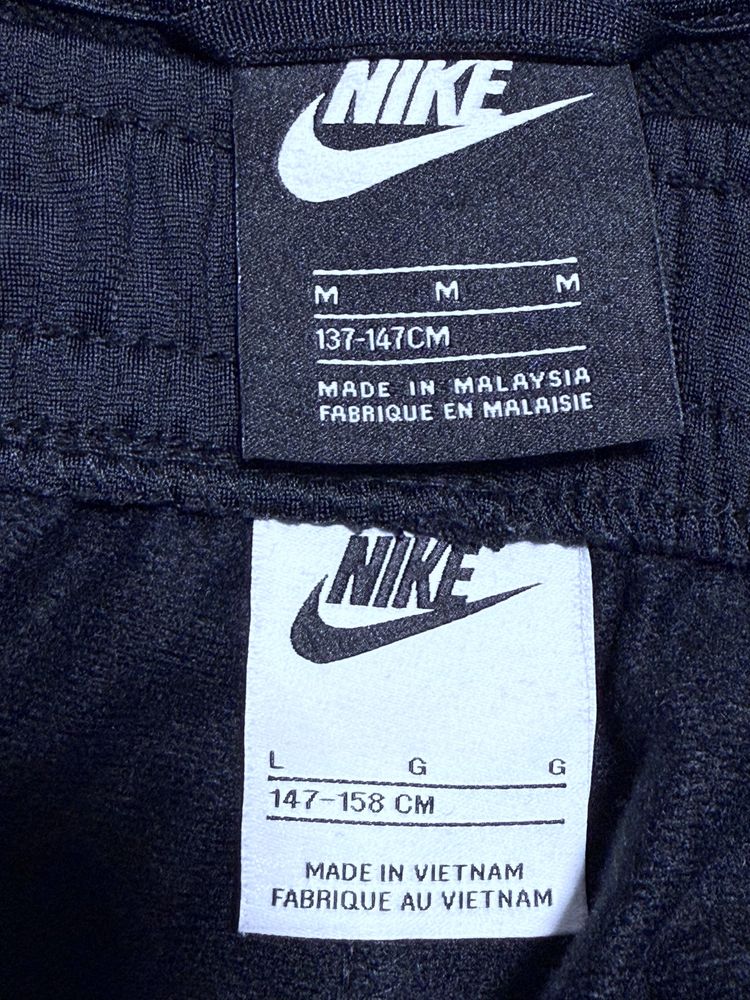 NIKE
M M M
137-147CM
MADE IN MALAYSIA
FABRIQUE EN MALAISIE
NIKE
L G G
147-158 CM
MADE IN VIETNAM
FABRIQUE AU VIETNAM